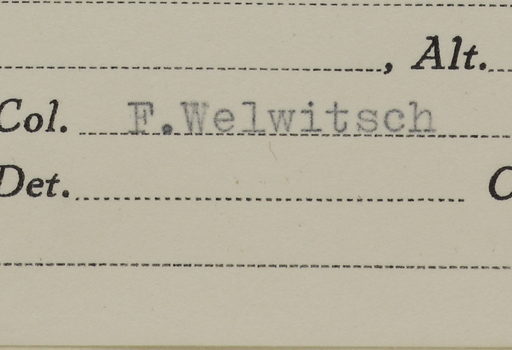 , Alt.
Col. F.Welwitsch
Det. C